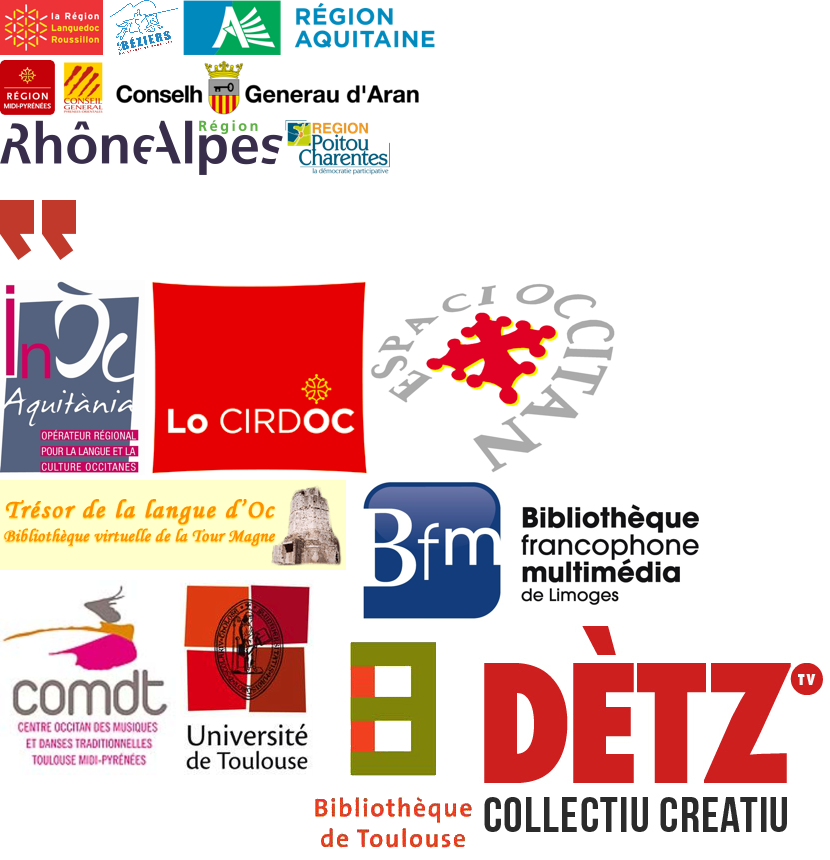 la Région
Languedoc
Roussillon
BÉZIERS
RÉGION
AQUITAINE
RÉGION
MIDI-PYRÉNÉES
CONSEIL
GENERAL
Conselh Generau d'Aran
RhôneAlpes Région
REGION
Poitou
Charentes
la démocratie participative
InÒc
Aquitània
OPÉRATEUR RÉGIONAL
POUR LA LANGUE ET LA
CULTURE OCCITANES
Lo CIRDOC
ESPACI OCCITAN
Trésor de la langue d'Oc
Bibliothèque virtuelle de la Tour Magne
Bfm
Bibliothèque
francophone
multimédia
de Limoges
comdt
CENTRE OCCITAN DES MUSIQUES
ET DANSES TRADITIONNELLES
TOULOUSE MIDI-PYRÉNÉES
Université
de Toulouse
Bibliothèque
de Toulouse
DÈTZ TV
COLLECTIU CREATIU